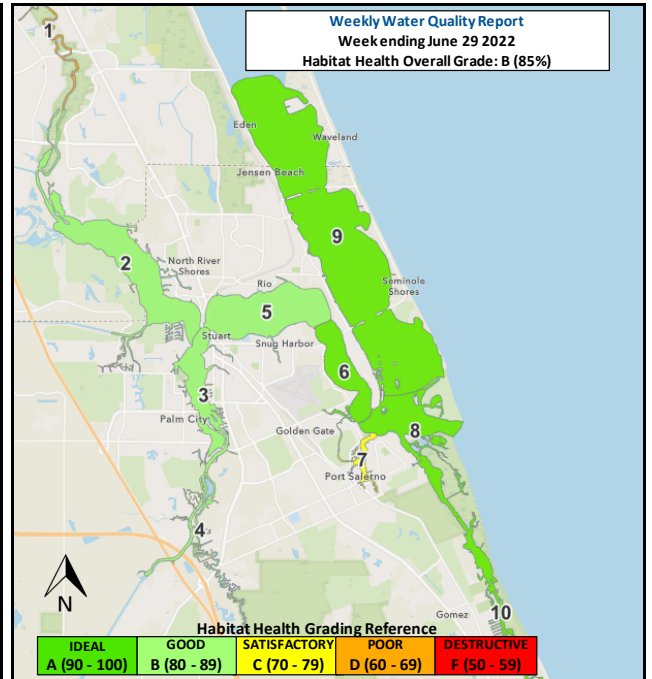 Weekly Water Quality Report
Week ending June 29 2022
Habitat Health Overall Grade: B (85%)
1
Eden
Waveland
Jensen Beach
9
2
North River
Shores
Rio
Seminole
Shores
5
Stuart
Snug Harbor
6
3
Palm City
Golden Gate
8
7
Port Salerno
4
N
Gomez
10
Habitat Health Grading Reference
IDEAL
A (90 - 100)
GOOD
B (80 - 89)
SATISFACTORY
C (70 - 79)
POOR
D (60 - 69)
DESTRUCTIVE
F (50 - 59)